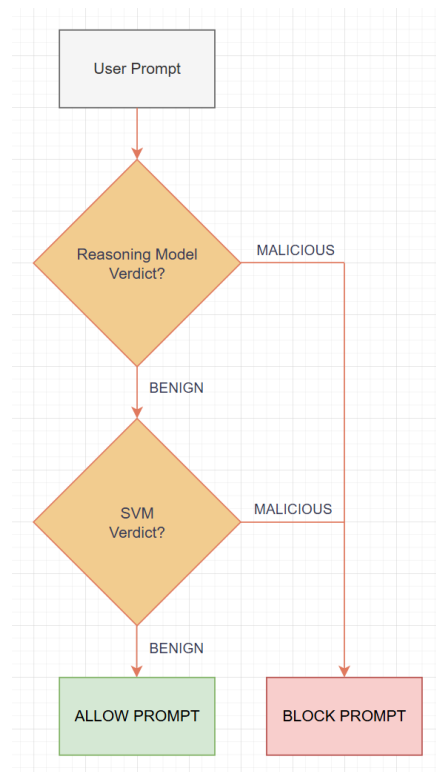 User Prompt
Reasoning Model
Verdict?
MALICIOUS
BENIGN
SVM
Verdict?
MALICIOUS
BENIGN
ALLOW PROMPT
BLOCK PROMPT